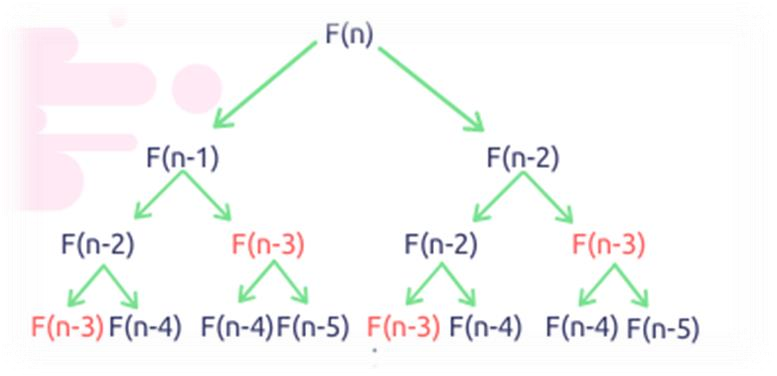 F(n)
F(n-1) F(n-2)
F(n-2) F(n-3) F(n-2) F(n-3)
F(n-3) F(n-4) F(n-4) F(n-5) F(n-3) F(n-4) F(n-4) F(n-5)